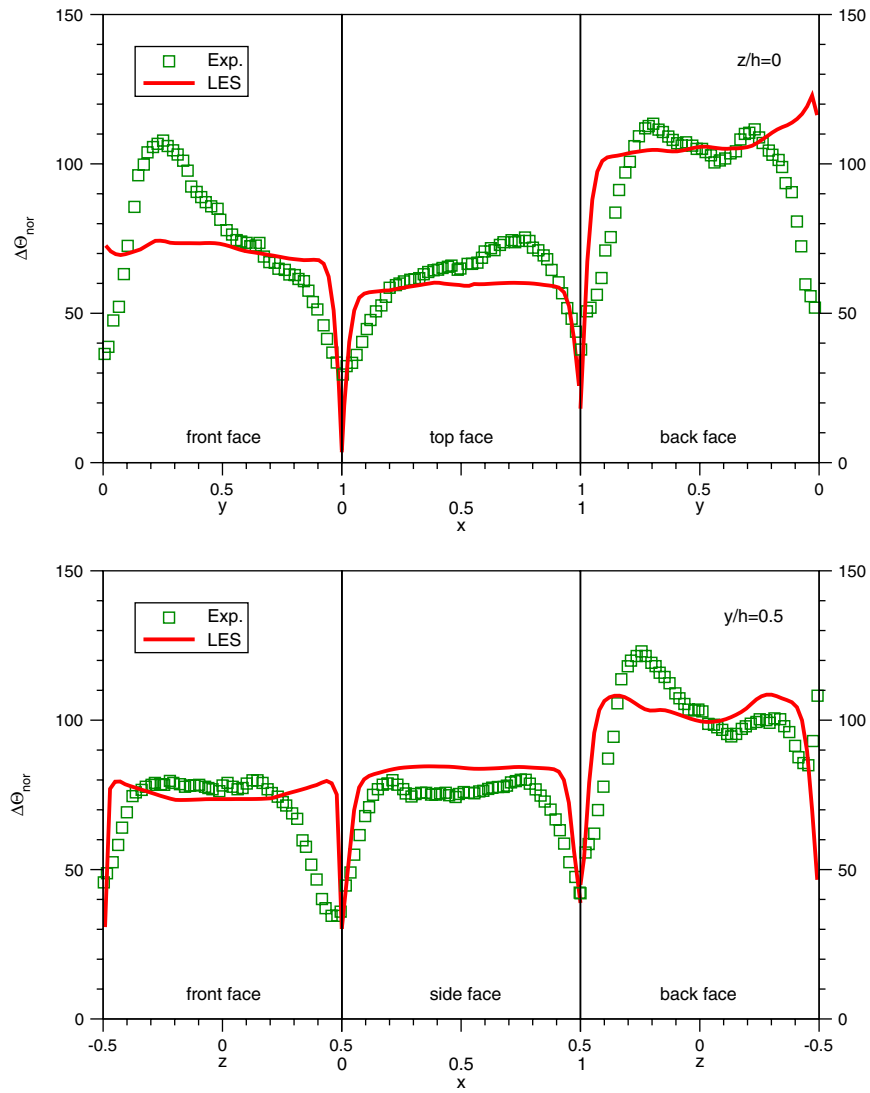 150 150
Exp.
LES
z/h=0
100 100
ΔΘnor
50 50
front face top face back face
0 0
0 0.5 1 0.5 1 0.5 0
y 0 x 1 y
150 150
Exp.
LES
y/h=0.5
100 100
ΔΘnor
50 50
front face side face back face
0 0
-0.5 0 0.5 0.5 0.5 0 -0.5
z 0 x 1 z